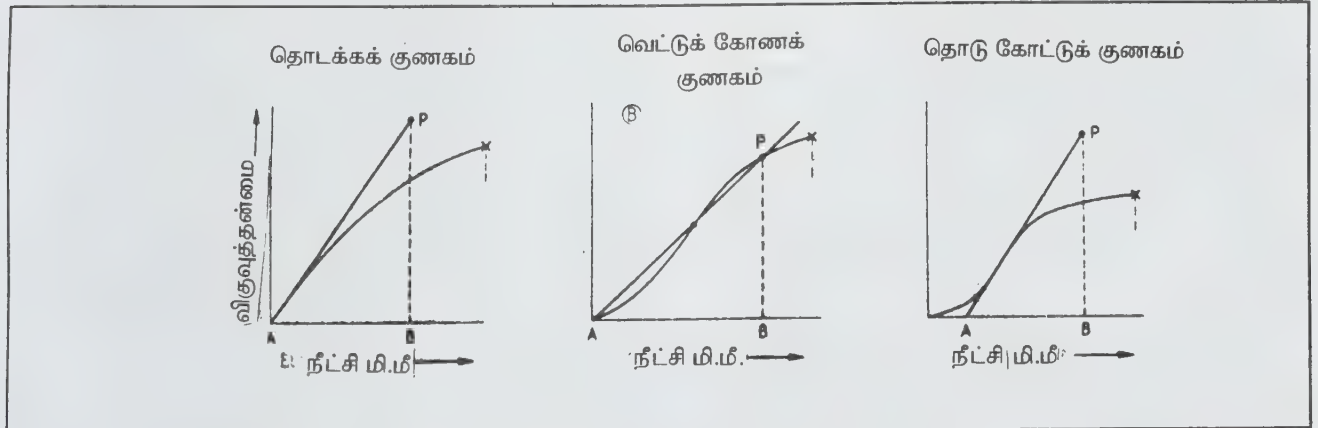 தொடக்கக் குணகம்
விகுவுத்தன்மை
P
A
B
நீட்சி மி.மீ
வெட்டுக் கோணக்
குணகம்
B
P
A
B
நீட்சி மி.மீ.
தொடு கோட்டுக் குணகம்
P
A
B
நீட்சி மி.மீ